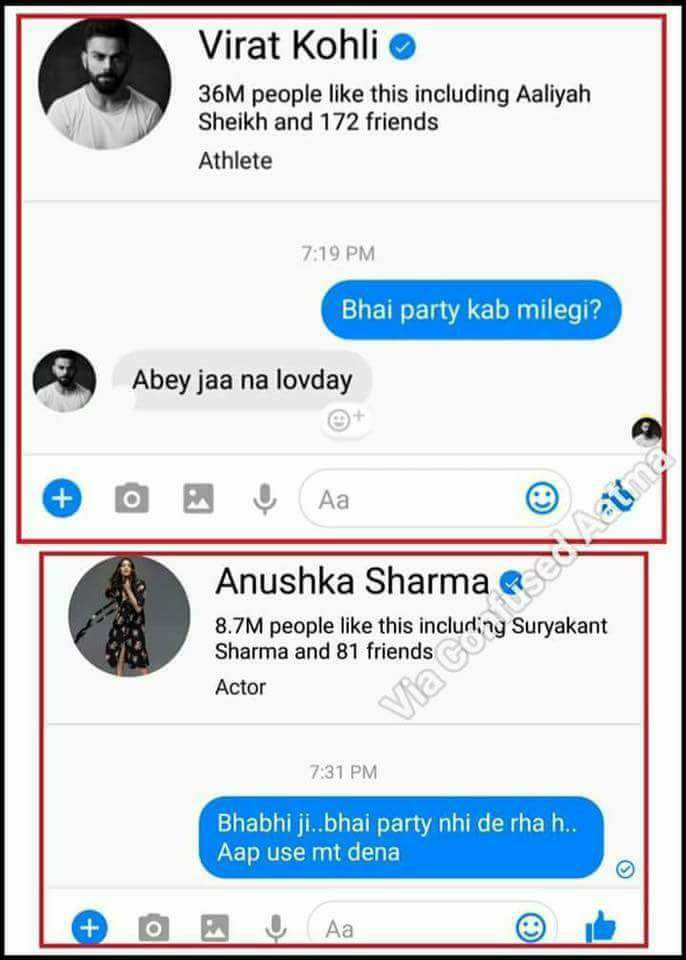 Virat Kohli
36M people like this including Aaliyah
Sheikh and 172 friends
Athlete
7:19 PM
Bhai party kab milegi?
Abey jaa na lovday
Aa
Via Confused Aatma
Anushka Sharma
8.7M people like this including Suryakant
Sharma and 81 friends
Actor
7:31 PM
Bhabhi ji..bhai party nhi de rha h..
Aap use mt dena
Aa